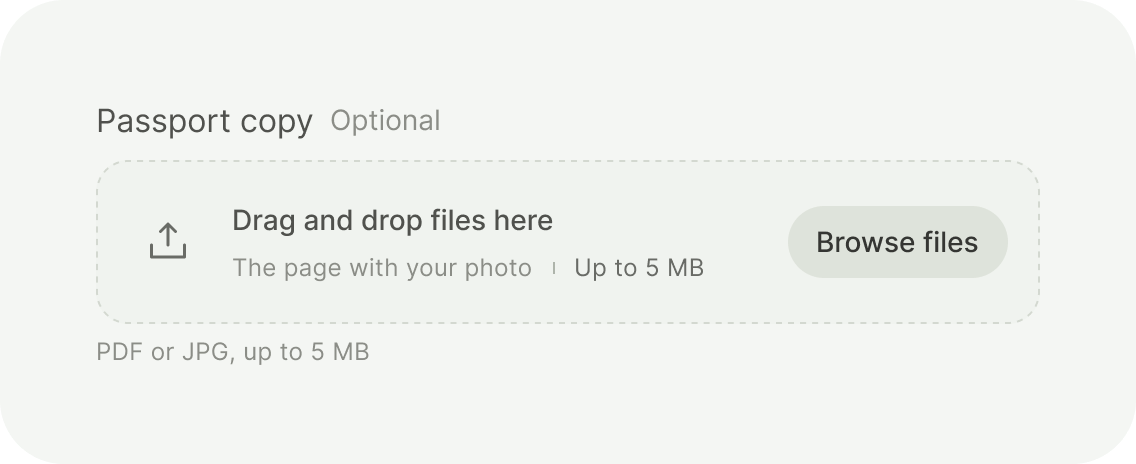 Passport copy Optional
Drag and drop files here
The page with your photo Up to 5 MB
Browse files
PDF or JPG, up to 5 MB